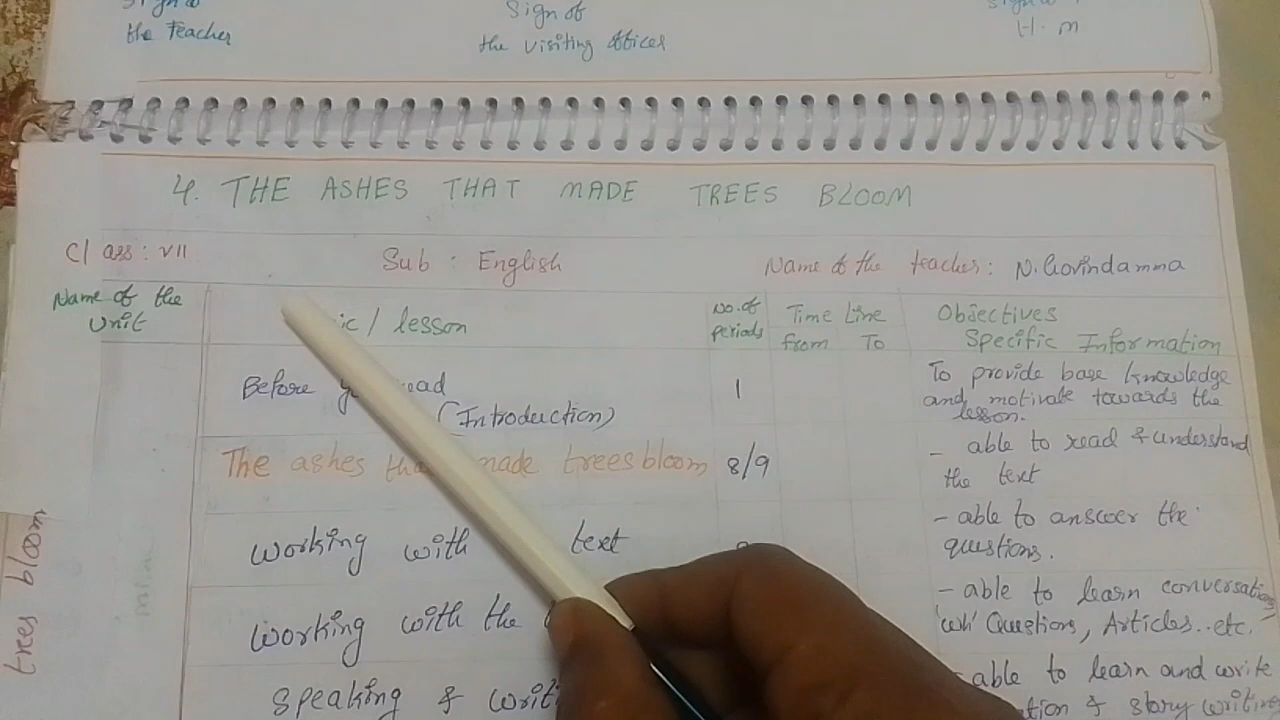 Sign of
the Teacher
Sign of
the visiting officer
H.m
4. THE ASHES THAT MADE TREES BLOOM
Class: VII Sub: English Name of the teacher: N. Govindamma
Name of the Unit
ic / lesson
No. of periods
Time Line
from To
Objectives
Specific Information
Before
(Introduction)
1
To provide base knowledge
and motivate towards the
lesson.
The ashes made trees bloom
8/9
- able to read & understand
the text
working with text
- able to answer the
questions.
working with the
- able to learn
'wh' Questions, Articles..etc.
speaking &
able to learn and write
& story
trees bloom